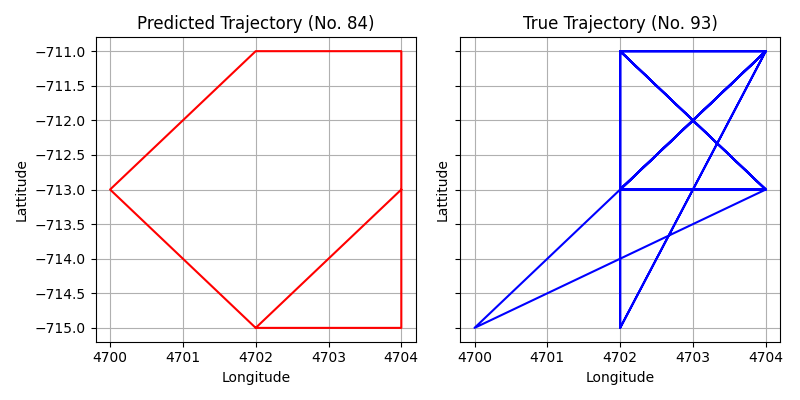 Predicted Trajectory (No. 84)
−711.0
−711.5
−712.0
−712.5
−713.0
−713.5
−714.0
−714.5
−715.0
Lattitude
4700 4701 4702 4703 4704
Longitude
True Trajectory (No. 93)
Lattitude
4700 4701 4702 4703 4704
Longitude